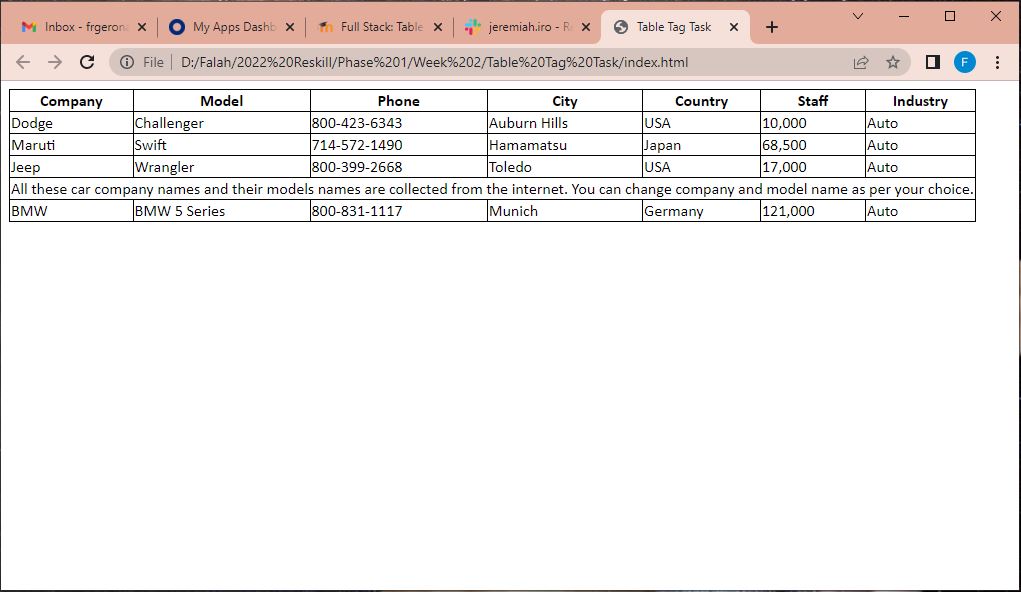 Inbox - frgerona
My Apps Dashb
Full Stack: Table
jeremiah.iro - Re
Table Tag Task
File
D:/Falah/2022%20Reskill/Phase%201/Week%202/Table%20Tag%20Task/index.html
F
Company Model Phone City Country Staff Industry
Dodge Challenger 800-423-6343 Auburn Hills USA 10,000 Auto
Maruti Swift 714-572-1490 Hamamatsu Japan 68,500 Auto
Jeep Wrangler 800-399-2668 Toledo USA 17,000 Auto
All these car company names and their models names are collected from the internet. You can change company and model name as per your choice.
BMW BMW 5 Series 800-831-1117 Munich Germany 121,000 Auto